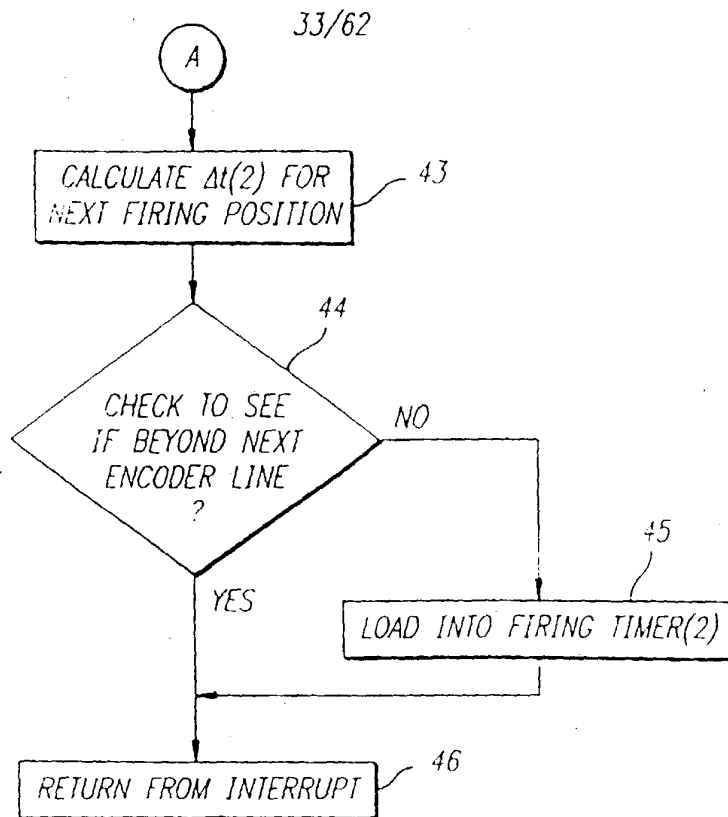 33/62
A
CALCULATE Δt(2) FOR
NEXT FIRING POSITION
43
44
CHECK TO SEE
IF BEYOND NEXT
ENCODER LINE
?
NO
YES
45
LOAD INTO FIRING TIMER(2)
46
RETURN FROM INTERRUPT